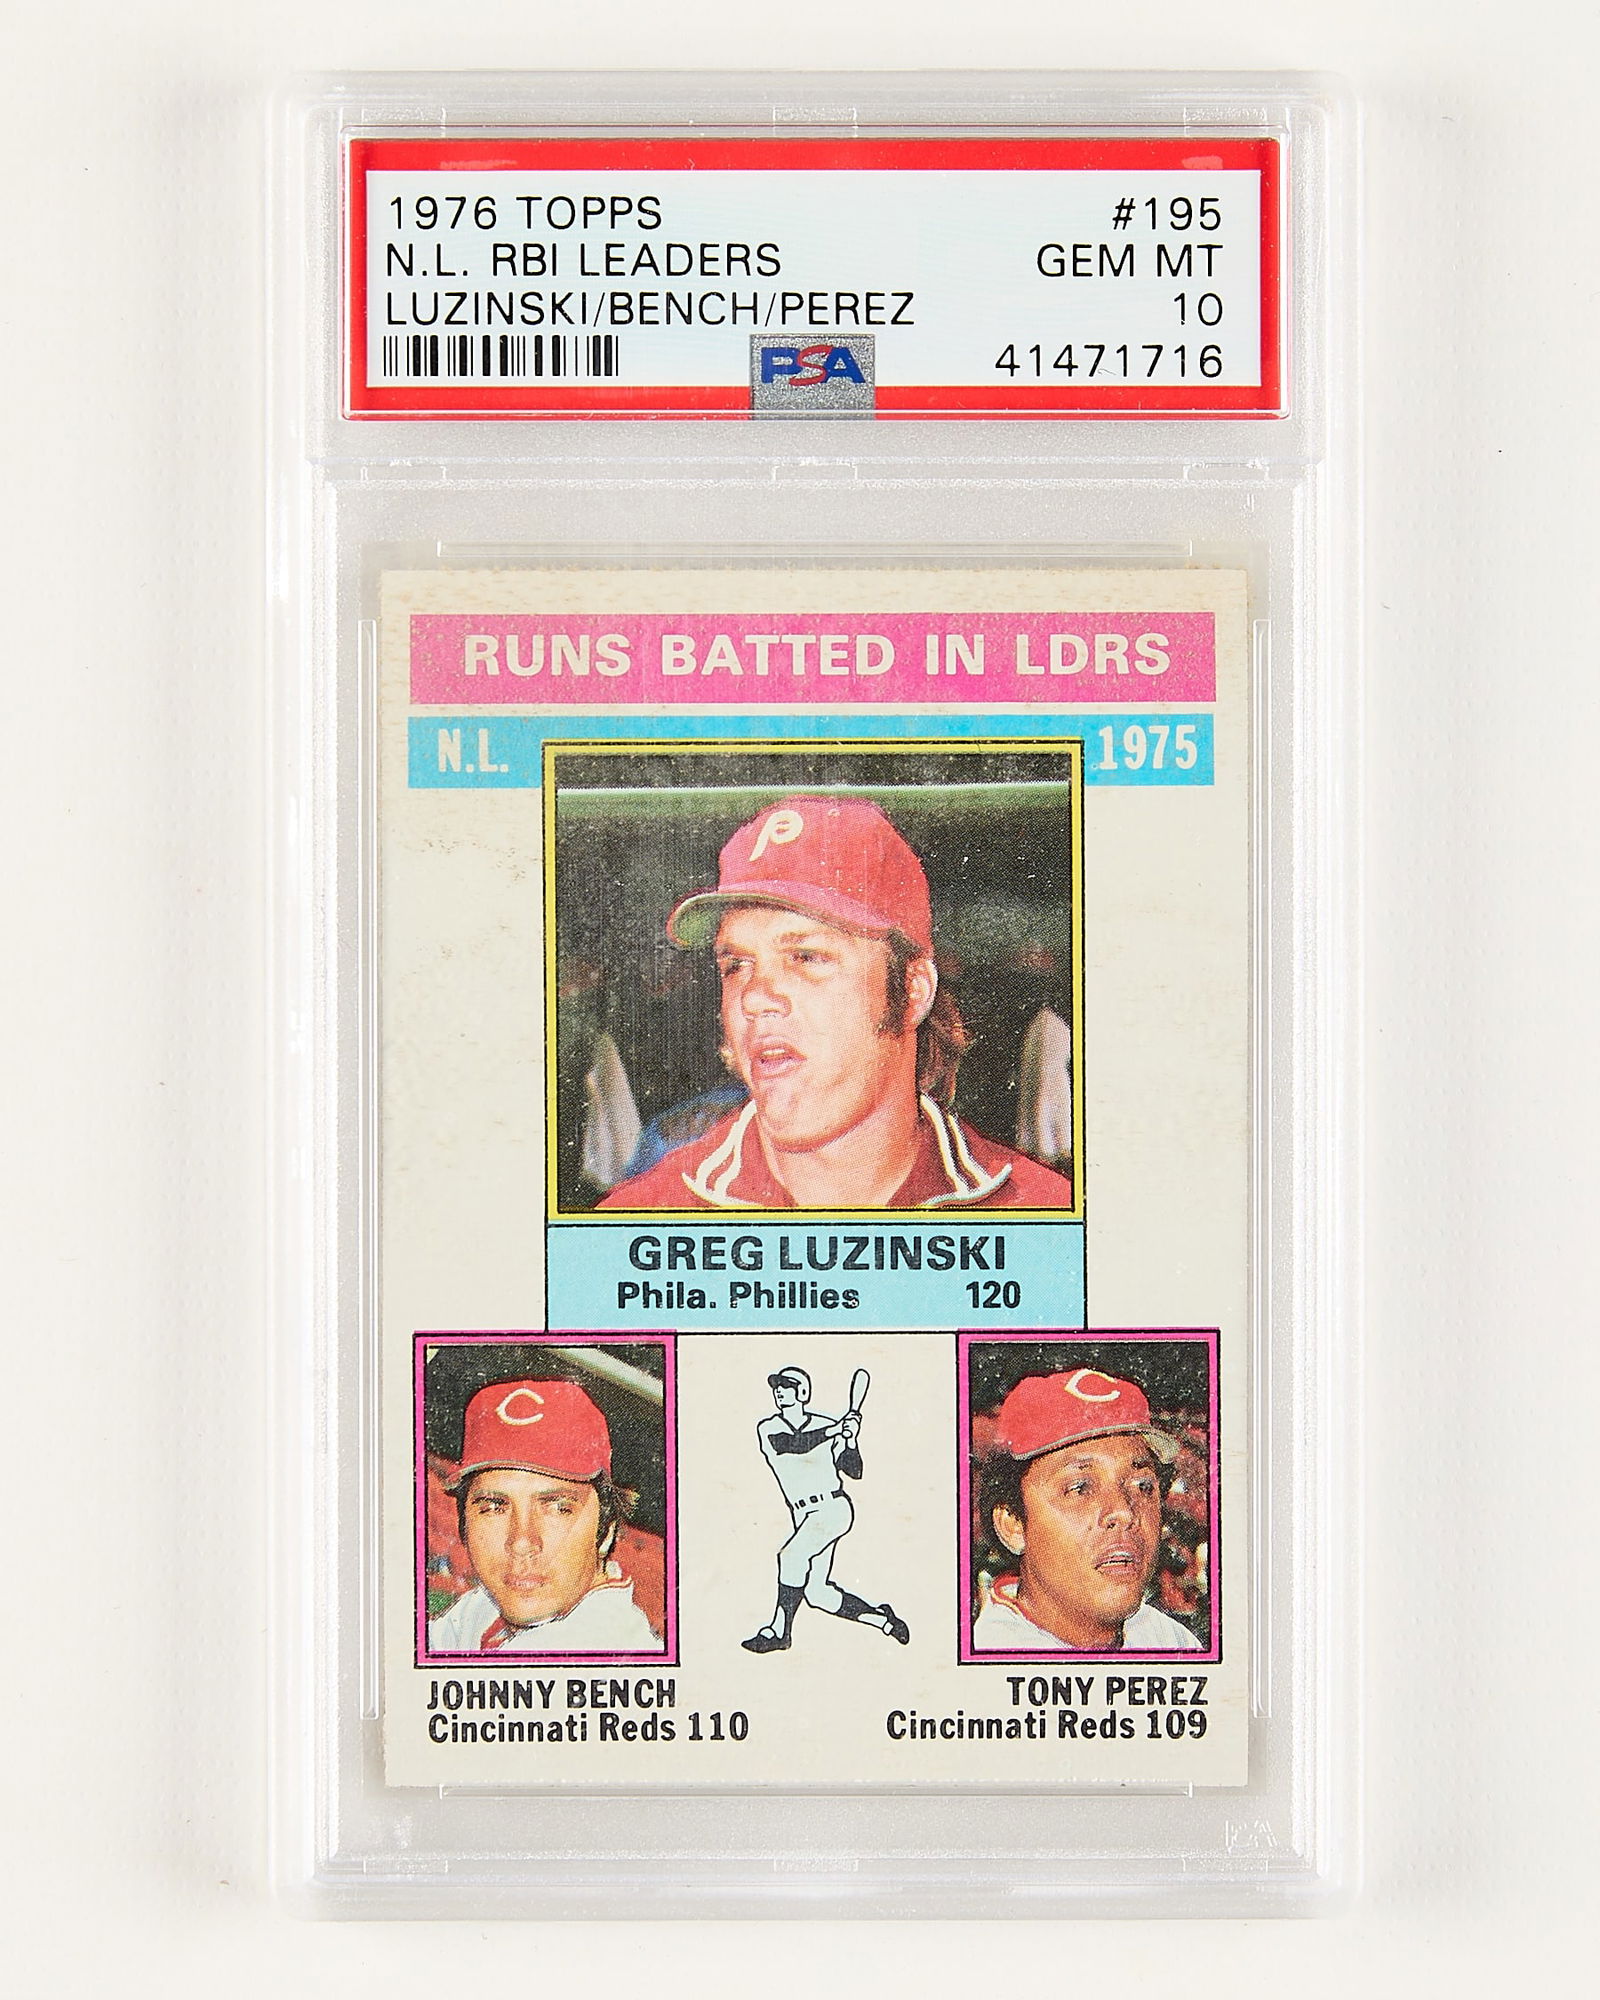 1976 TOPPS #195
N.L. RBI LEADERS GEM MT
LUZINSKI/BENCH/PEREZ 10
PSA 41471716
RUNS BATTED IN LDRS
N.L. 1975
P
GREG LUZINSKI
Phila. Phillies 120
C C
JOHNNY BENCH TONY PEREZ
Cincinnati Reds 110 Cincinnati Reds 109
PSA